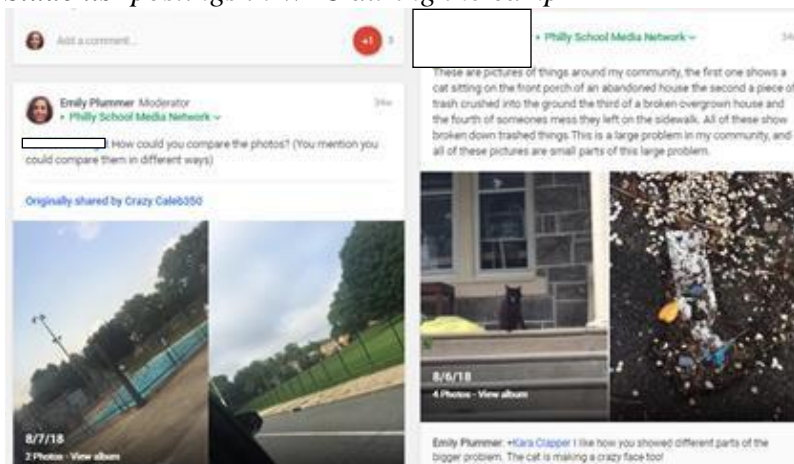 Add a comment...
+1
3
Emily Plummer Moderator
34w
▸ Philly School Media Network
How could you compare the photos? (You mention you
could compare them in different ways)
Originally shared by Crazy Caleb350
8/7/18
2 Photos - View album
▸ Philly School Media Network
These are pictures of things around my community, the first one shows a
cat sitting on the front porch of an abandoned house the second a piece of
trash crushed into the ground the third of a broken overgrown house and
the fourth of someones mess they left on the sidewalk. All of these show
broken down trashed things. This is a large problem in my community, and
all of these pictures are small parts of this large problem.
8/6/18
4 Photos - View album
Emily Plummer: +Kara Clapper I like how you showed different parts of the
bigger problem. The cat is making a crazy face too!